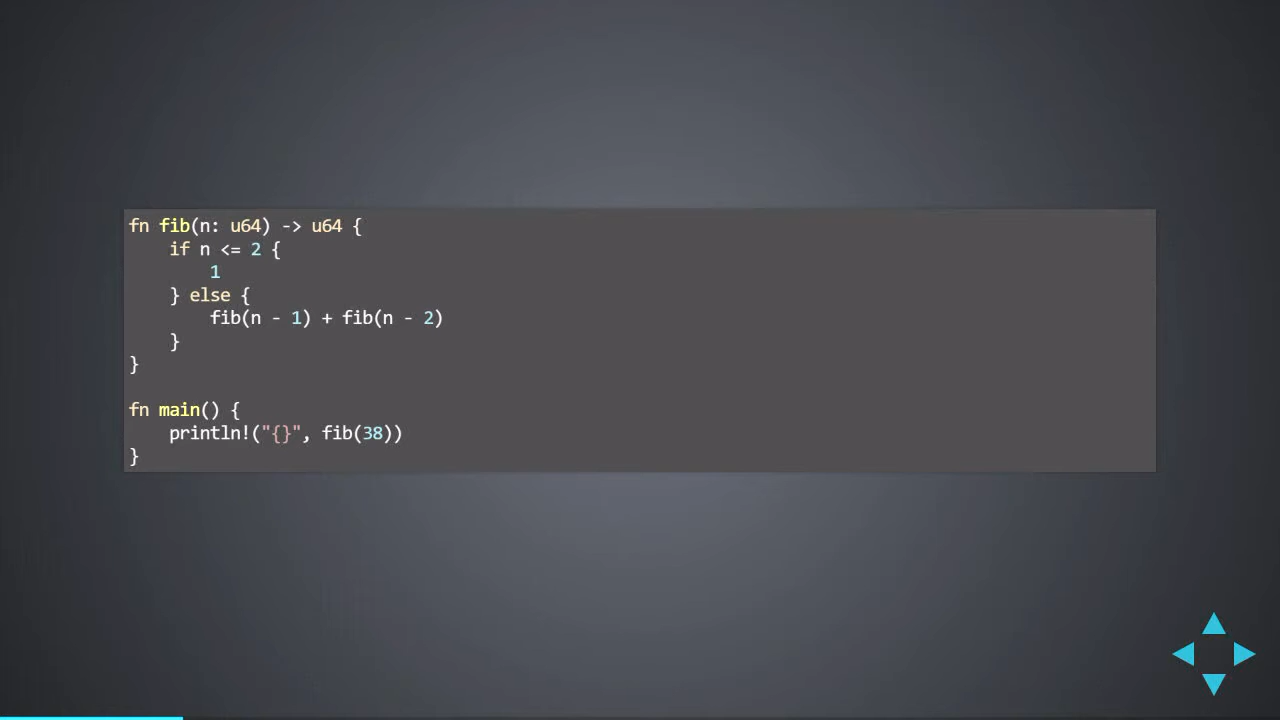 fn fib(n: u64) -> u64 {
    if n <= 2 {
        1
    } else {
        fib(n - 1) + fib(n - 2)
    }
}

fn main() {
    println!("{}", fib(38))
}